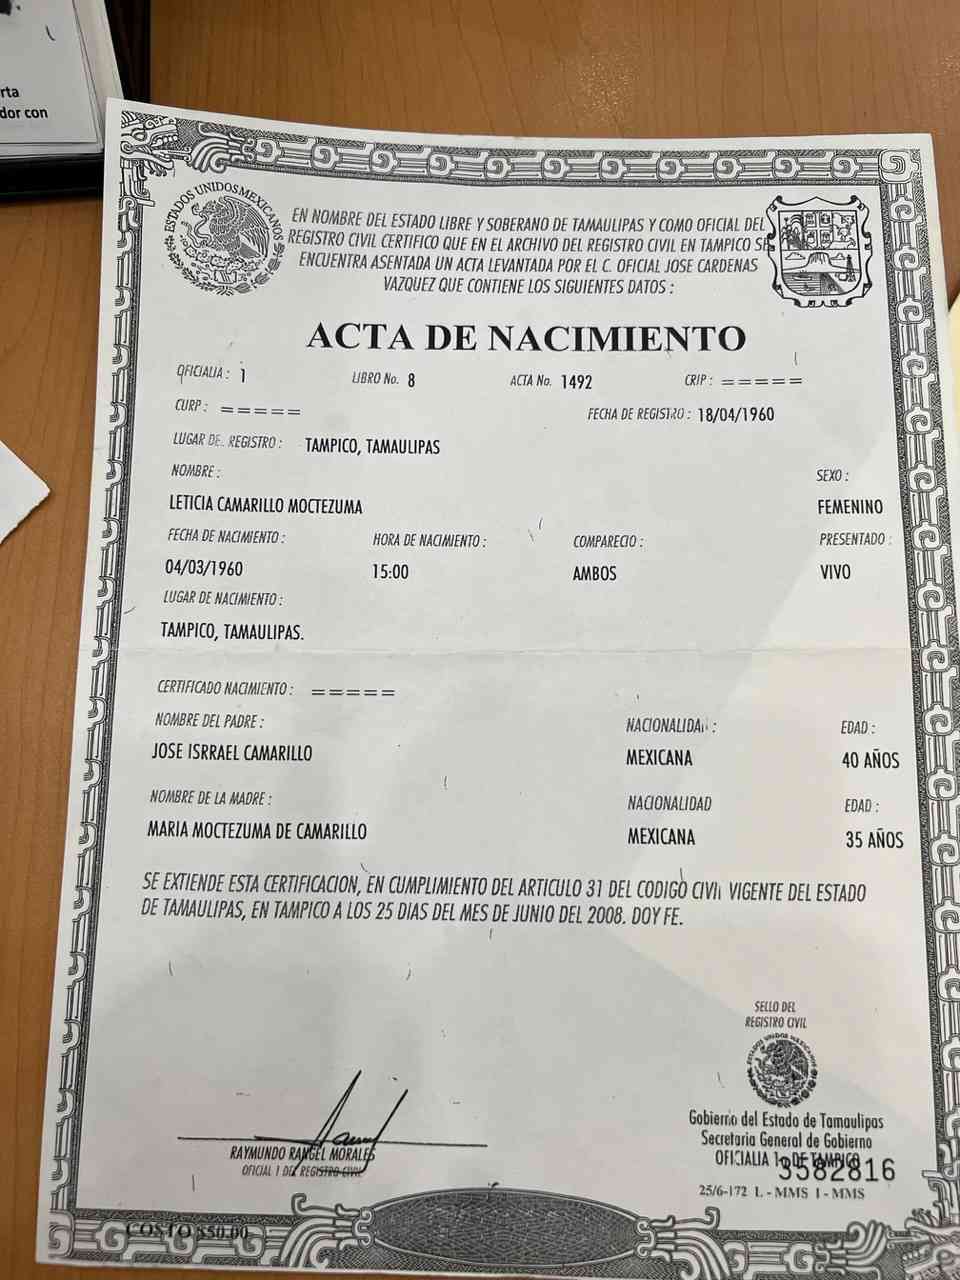 rta
dor con
ESTADOS UNIDOS MEXICANOS
EN NOMBRE DEL ESTADO LIBRE Y SOBERANO DE TAMAULIPAS Y COMO OFICIAL DEL
REGISTRO CIVIL CERTIFICO QUE EN EL ARCHIVO DEL REGISTRO CIVIL EN TAMPICO SE
ENCUENTRA ASENTADA UN ACTA LEVANTADA POR EL C. OFICIAL JOSE CARDENAS
VAZQUEZ QUE CONTIENE LOS SIGUIENTES DATOS :
ACTA DE NACIMIENTO
OFICIALIA : 1 LIBRO No. 8 ACTA No. 1492 CRIP : =====
CURP : ===== FECHA DE REGISTRO : 18/04/1960
LUGAR DE REGISTRO : TAMPICO, TAMAULIPAS
NOMBRE : SEXO :
LETICIA CAMARILLO MOCTEZUMA FEMENINO
FECHA DE NACIMIENTO : HORA DE NACIMIENTO : COMPARECIO : PRESENTADO :
04/03/1960 15:00 AMBOS VIVO
LUGAR DE NACIMIENTO :
TAMPICO, TAMAULIPAS.
CERTIFICADO NACIMIENTO : =====
NOMBRE DEL PADRE : NACIONALIDAD : EDAD :
JOSE ISRRAEL CAMARILLO MEXICANA 40 AÑOS
NOMBRE DE LA MADRE : NACIONALIDAD EDAD :
MARIA MOCTEZUMA DE CAMARILLO MEXICANA 35 AÑOS
SE EXTIENDE ESTA CERTIFICACION, EN CUMPLIMIENTO DEL ARTICULO 31 DEL CODIGO CIVIL VIGENTE DEL ESTADO
DE TAMAULIPAS, EN TAMPICO A LOS 25 DIAS DEL MES DE JUNIO DEL 2008. DOY FE.
SELLO DEL
REGISTRO CIVIL
ESTADOS UNIDOS MEXICANOS
Gobierno del Estado de Tamaulipas
Secretaria General de Gobierno
OFICIALIA 1a. DE TAMPICO
3582816
25/6-172 L - MMS I - MMS
RAYMUNDO RANGEL MORALES
OFICIAL 1 DEL REGISTRO CIVIL
COSTO $50.00